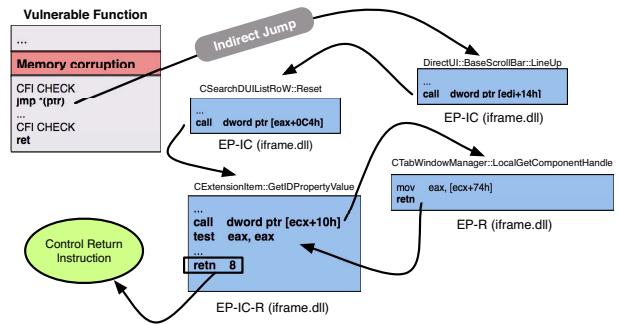 Vulnerable Function
...
Memory corruption
CFI CHECK
jmp *(ptr)
...
CFI CHECK
ret
Indirect Jump
DirectUI::BaseScrollBar::LineUp
...
call dword ptr [edi+14h]
EP-IC (iframe.dll)
CSearchDUIListRoW::Reset
...
call dword ptr [eax+0C4h]
EP-IC (iframe.dll)
CTabWindowManager::LocalGetComponentHandle
mov eax, [ecx+74h]
retn
EP-R (iframe.dll)
CExtensionItem::GetIDPropertyValue
...
call dword ptr [ecx+10h]
test eax, eax
...
retn 8
EP-IC-R (iframe.dll)
Control Return
Instruction